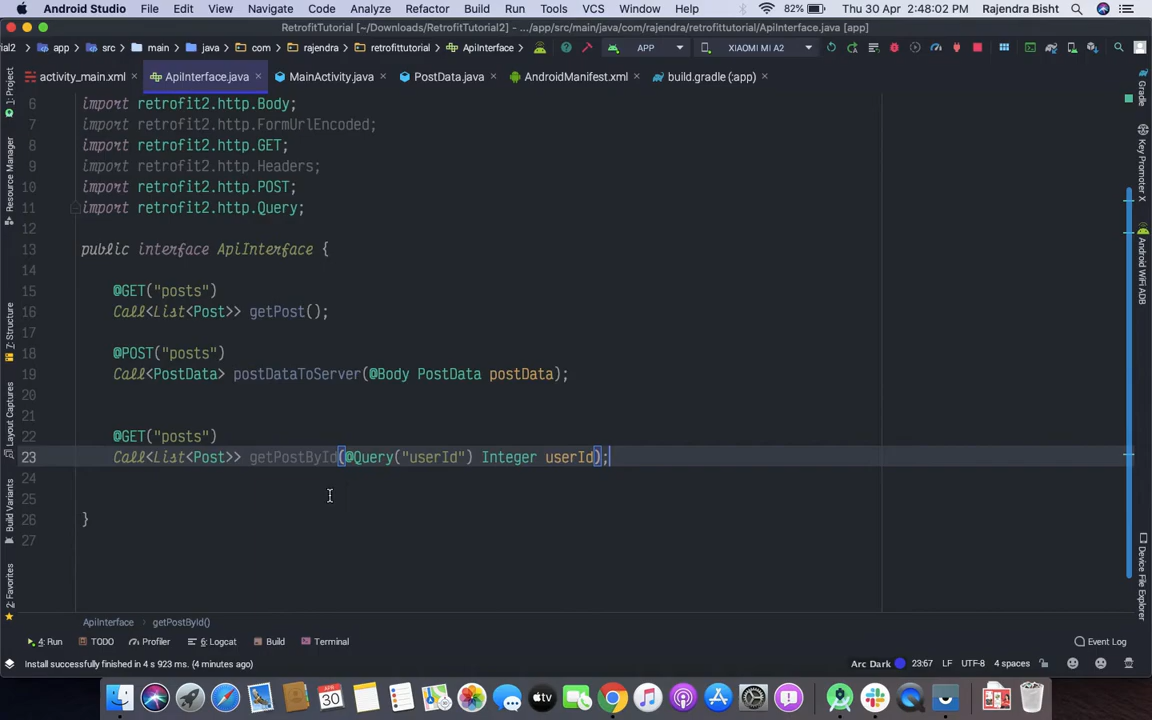 Android Studio File Edit View Navigate Code Analyze Refactor Build Run Tools VCS Window Help 82% Thu 30 Apr 2:48:02 PM Rajendra Bisht
RetrofitTutorial [~/Downloads/RetrofitTutorial2] - .../app/src/main/java/com/rajendra/retrofittutorial/ApiInterface.java [app]
ial2 app src main java com rajendra retrofittutorial ApiInterface APP XIAOMI MI A2
activity_main.xml ApiInterface.java MainActivity.java PostData.java AndroidManifest.xml build.gradle (:app)
1: Project
Resource Manager
7: Structure
Layout Captures
Build Variants
2: Favorites
6 import retrofit2.http.Body;
7 import retrofit2.http.FormUrlEncoded;
8 import retrofit2.http.GET;
9 import retrofit2.http.Headers;
10 import retrofit2.http.POST;
11 import retrofit2.http.Query;
12
13 public interface ApiInterface {
14
15 @GET("posts")
16 Call<List<Post>> getPost();
17
18 @POST("posts")
19 Call<PostData> postDataToServer(@Body PostData postData);
20
21
22 @GET("posts")
23 Call<List<Post>> getPostById(@Query("userId") Integer userId);
24
25
26 }
27
Gradle
Key Promoter X
Android WiFi ADB
Device File Explorer
ApiInterface getPostById()
4: Run TODO Profiler 6: Logcat Build Terminal Event Log
Install successfully finished in 4 s 923 ms. (4 minutes ago) Arc Dark 23:67 LF UTF-8 4 spaces
APR
30